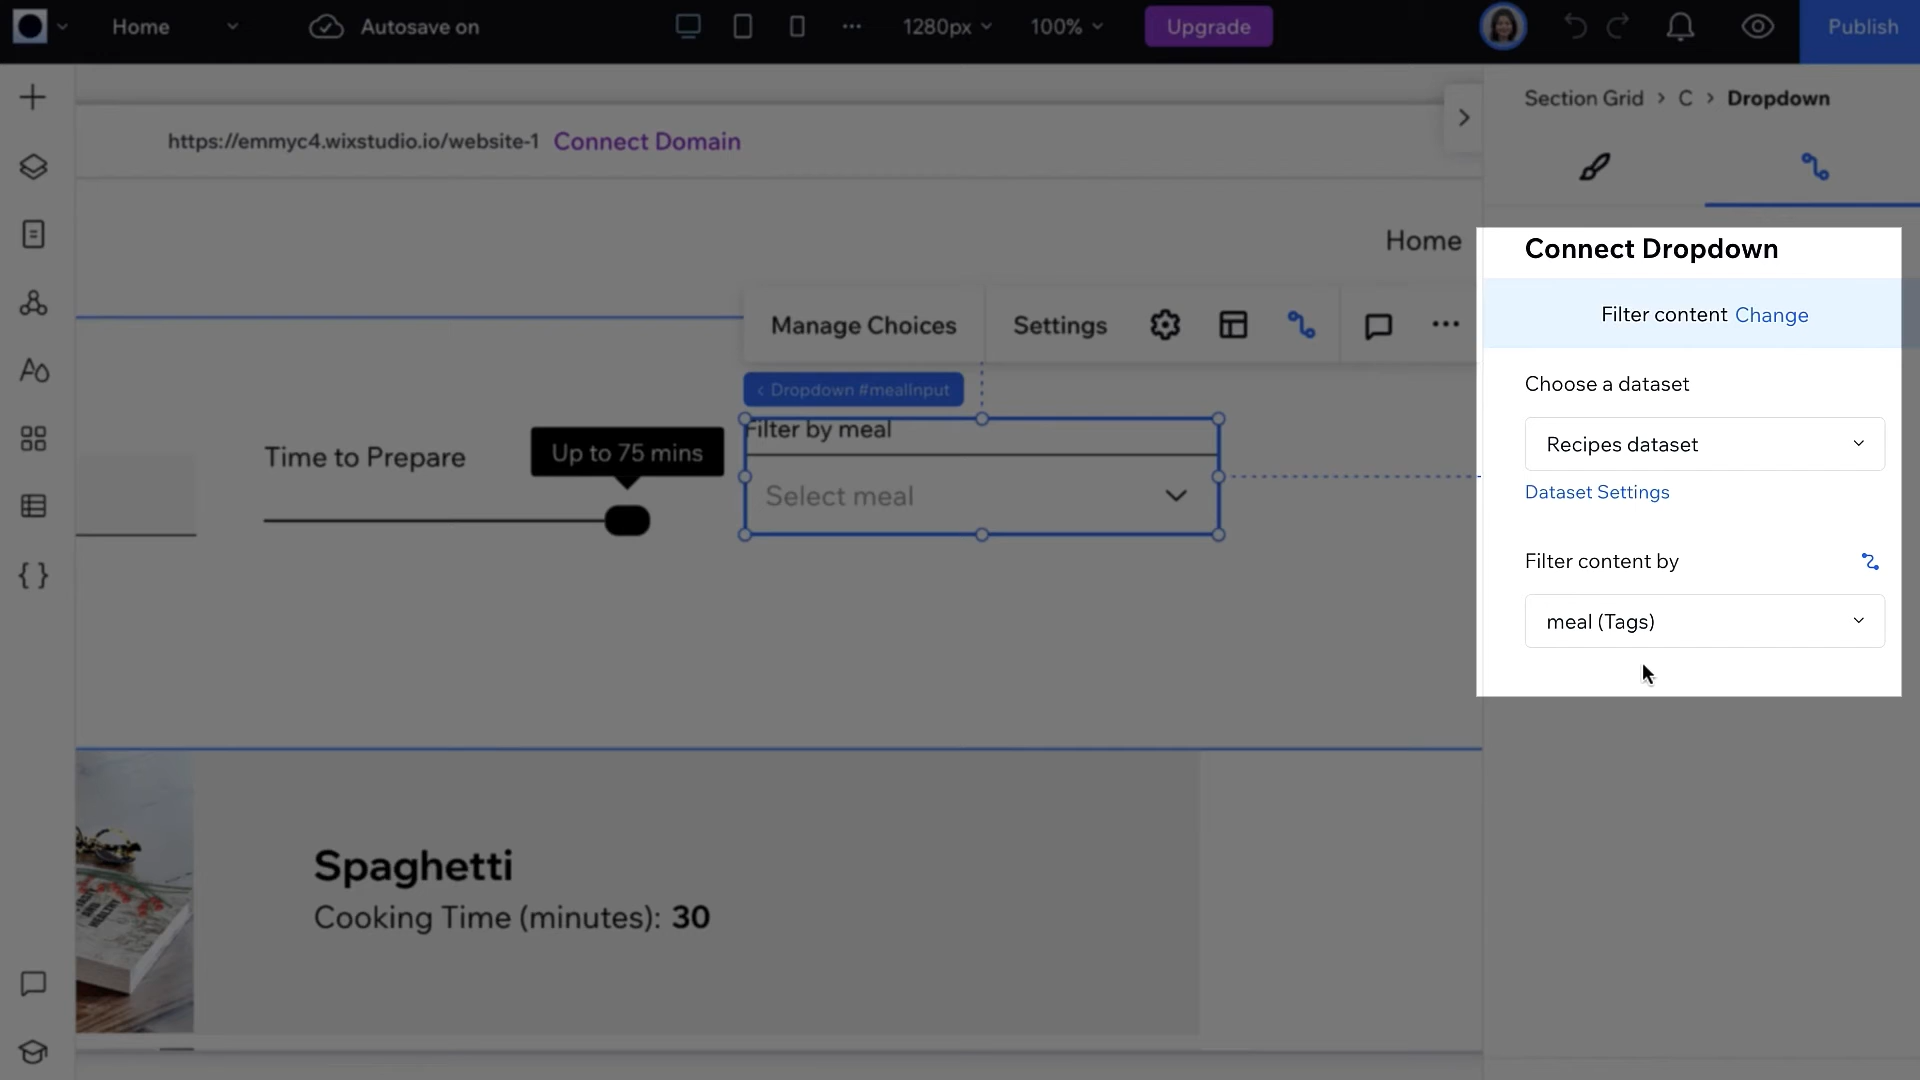 Home
Autosave on
1280px
100%
Upgrade
Publish
https://emmyc4.wixstudio.io/website-1 Connect Domain
Section Grid > C > Dropdown
Home
Connect Dropdown
Filter content Change
Manage Choices
Settings
< Dropdown #mealInput
Choose a dataset
Recipes dataset
Dataset Settings
Time to Prepare
Up to 75 mins
Filter by meal
Select meal
Filter content by
meal (Tags)
Spaghetti
Cooking Time (minutes): 30